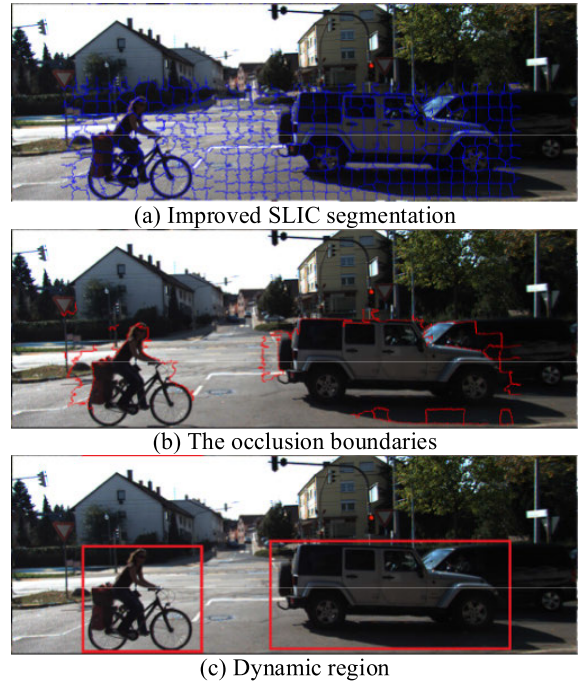 (a) Improved SLIC segmentation
(b) The occlusion boundaries
(c) Dynamic region